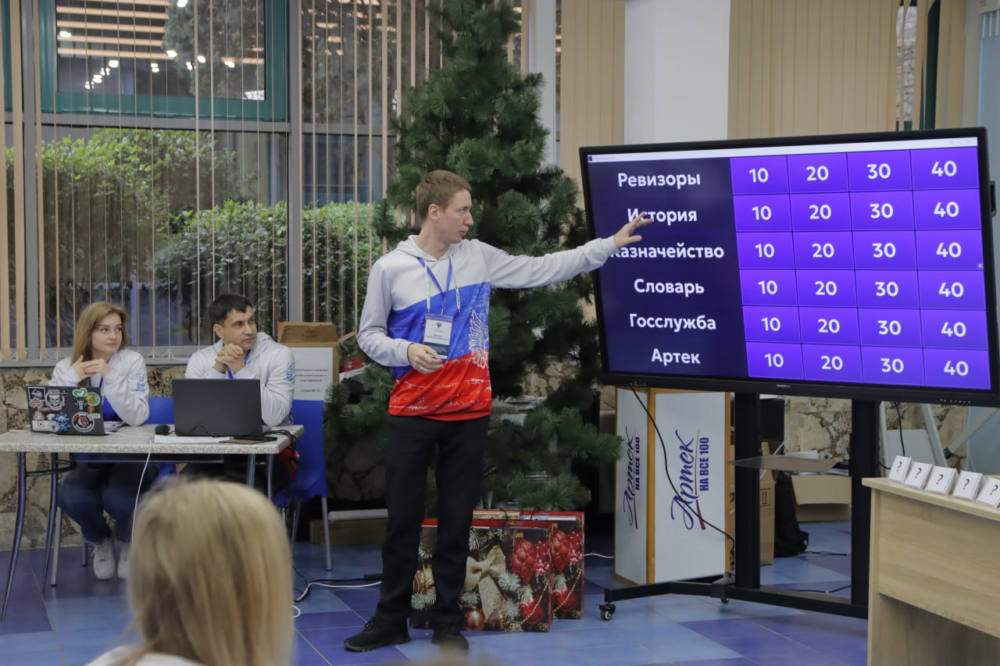 Ревизоры 10 20 30 40
История 10 20 30 40
Казначейство 10 20 30 40
Словарь 10 20 30 40
Госслужба 10 20 30 40
Артек 10 20 30 40
Артек
НА ВСЕ 100
Артек
НА ВСЕ 100
? ? ? ? ?